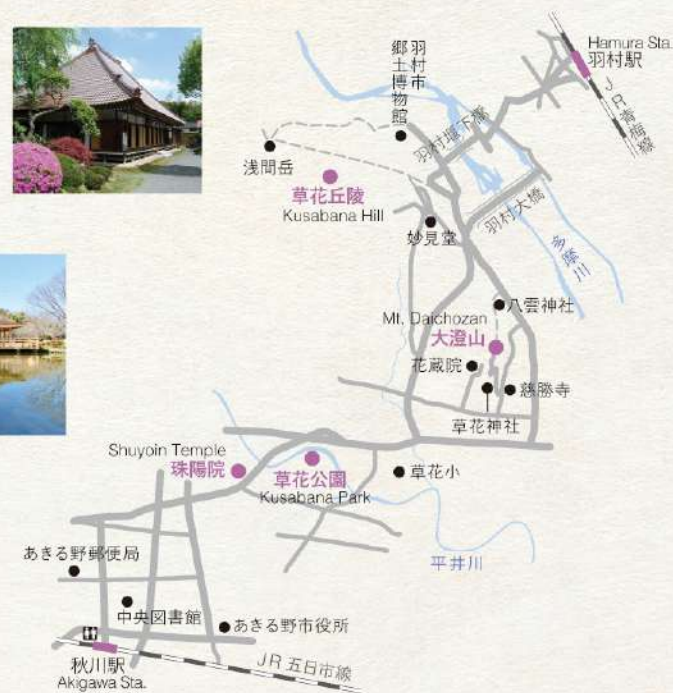 Hamura Sta.
羽村駅
JR青梅線
羽村市
郷土博物館
羽村堰下橋
浅間岳
草花丘陵
Kusabana Hill
羽村大橋
妙見堂
多摩川
八雲神社
Mt. Daichozan
大澄山
花蔵院
慈勝寺
草花神社
Shuyoin Temple
珠陽院
草花公園
Kusabana Park
草花小
平井川
あきる野郵便局
中央図書館
あきる野市役所
秋川駅
Akigawa Sta.
JR五日市線